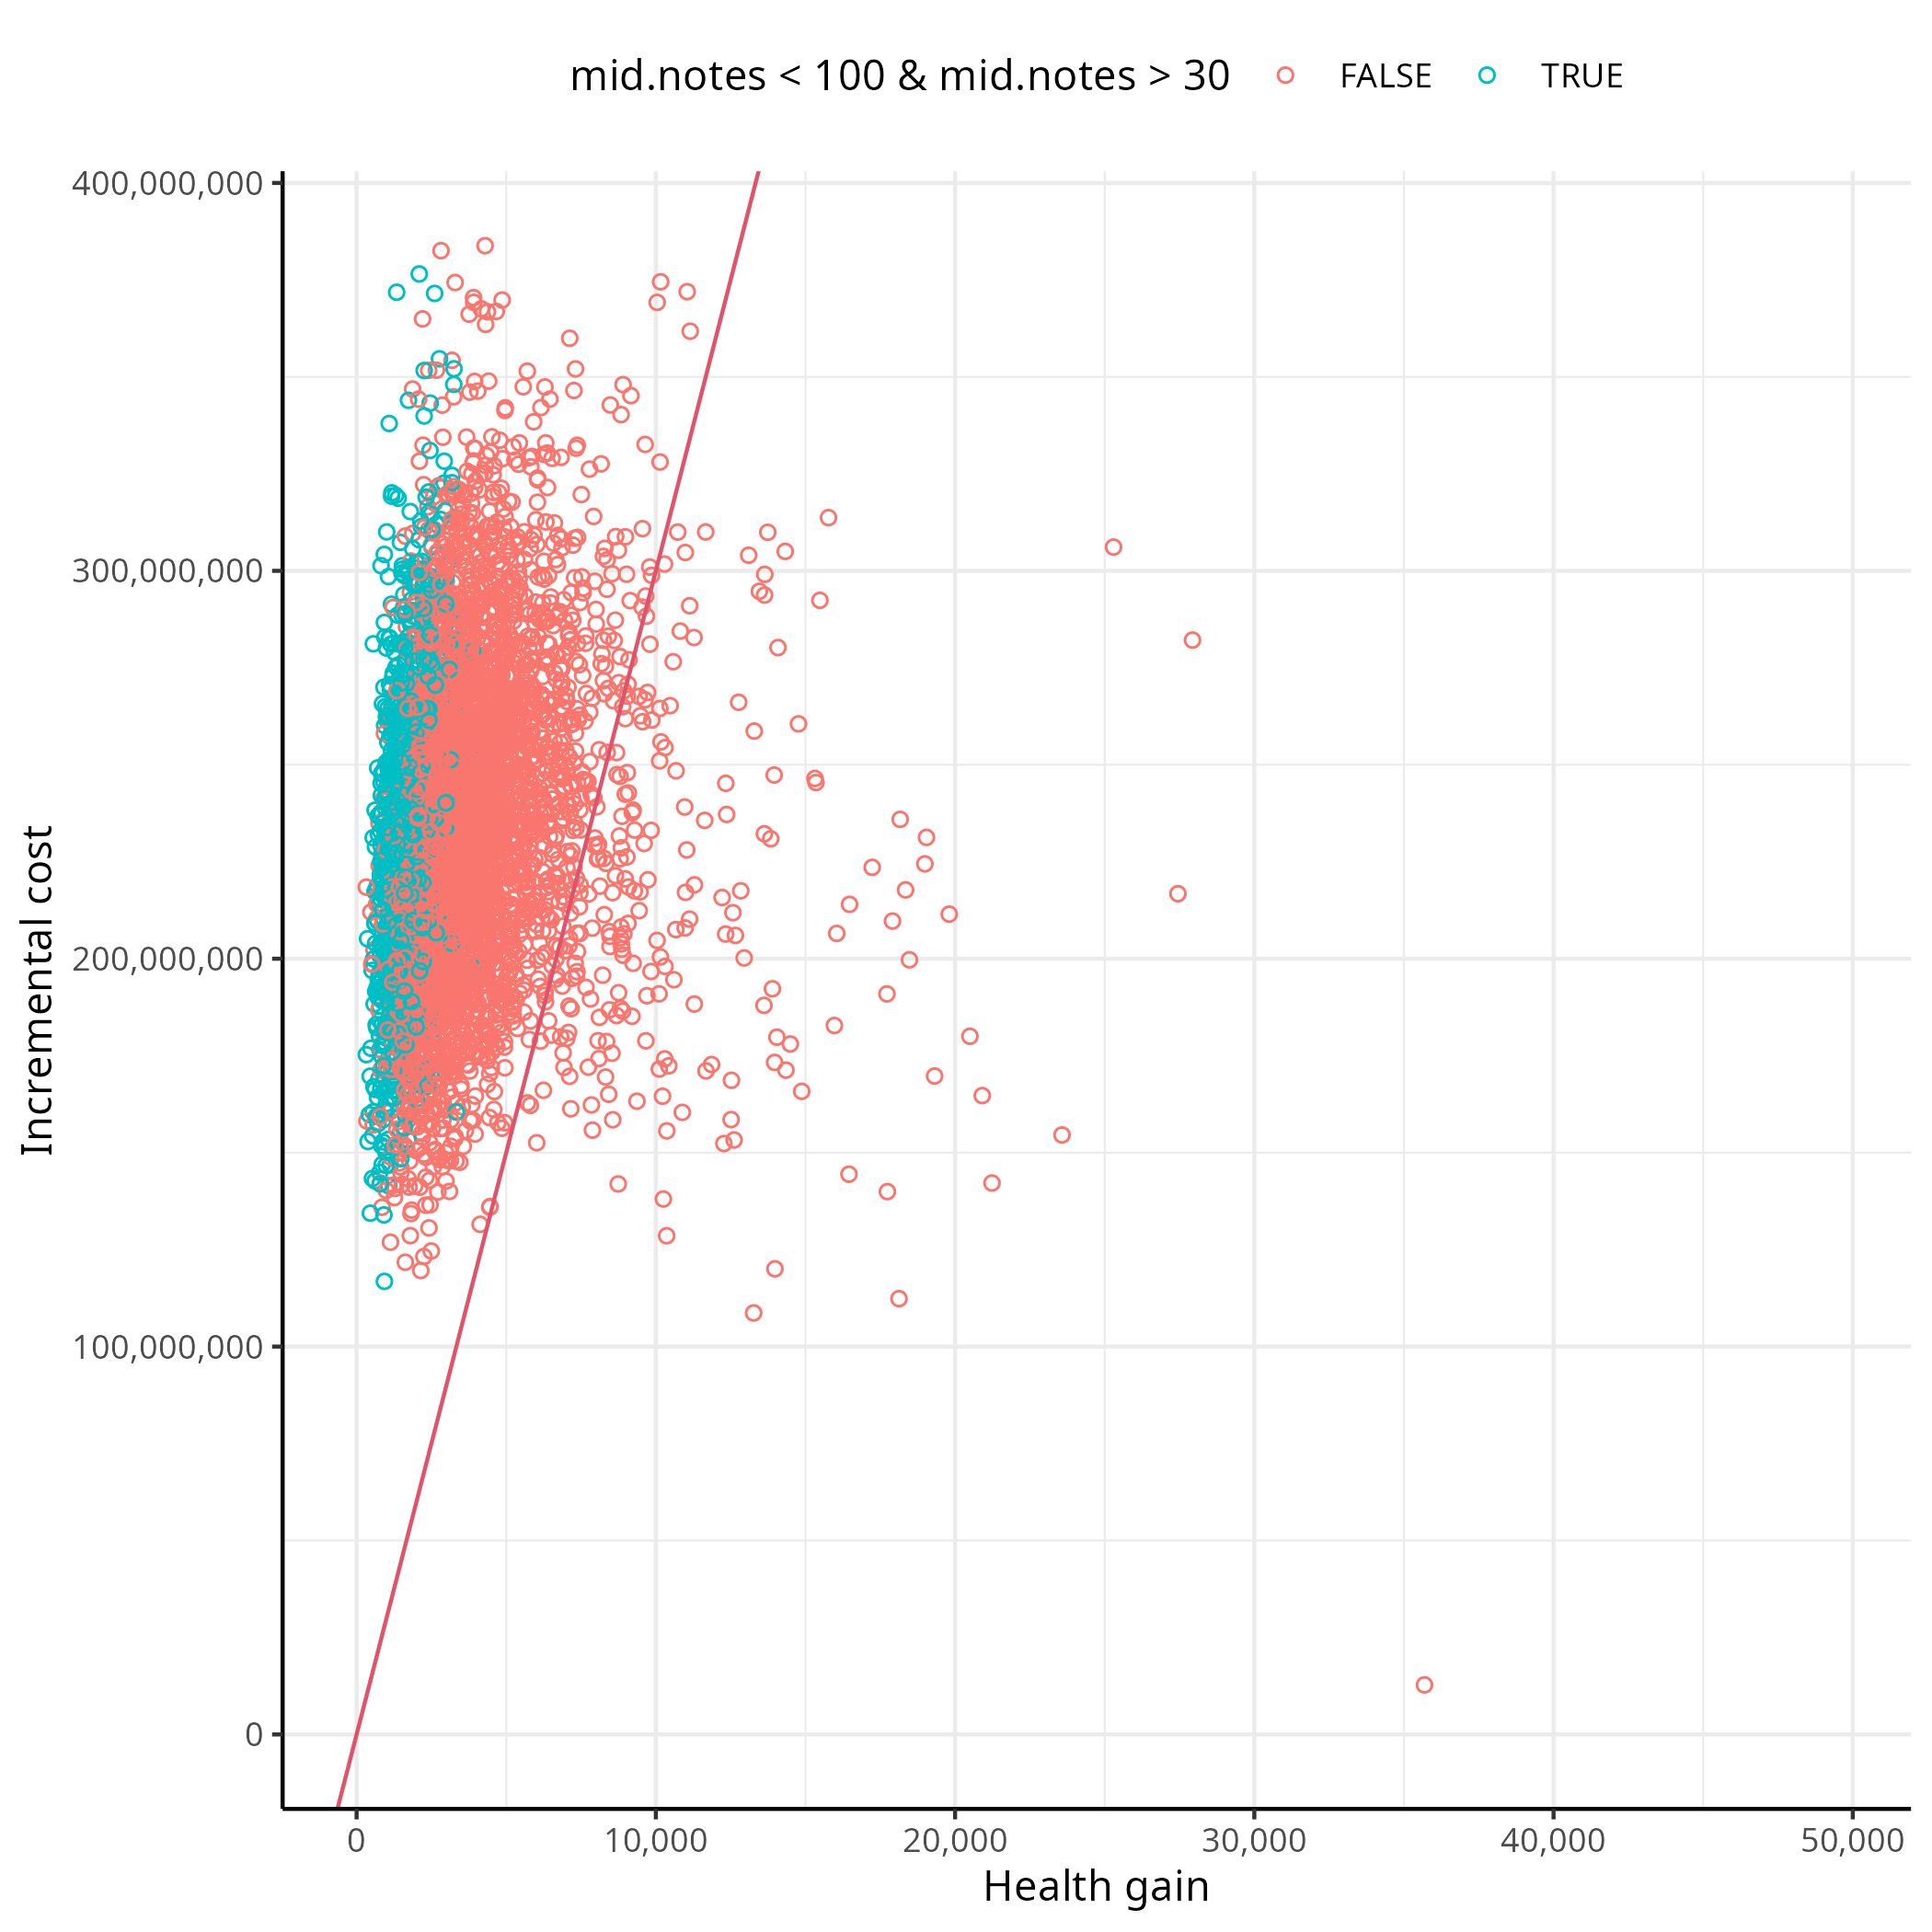 mid.notes < 100 & mid.notes > 30 FALSE TRUE
400,000,000
300,000,000
200,000,000
100,000,000
0
Incremental cost
0 10,000 20,000 30,000 40,000 50,000
Health gain